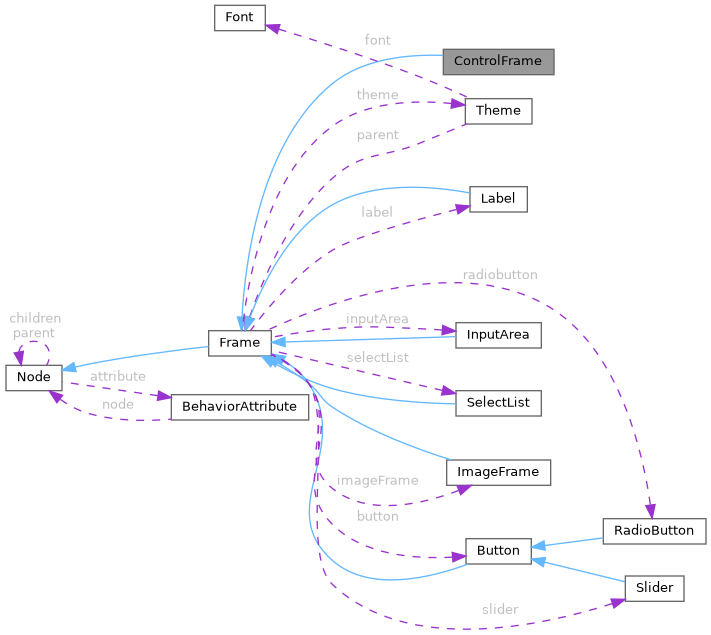 Font
font
ControlFrame
theme
Theme
parent
Label
label
radiobutton
children
parent
inputArea
InputArea
Frame
selectList
Node
attribute
node
BehaviorAttribute
SelectList
ImageFrame
imageFrame
button
RadioButton
Button
Slider
slider